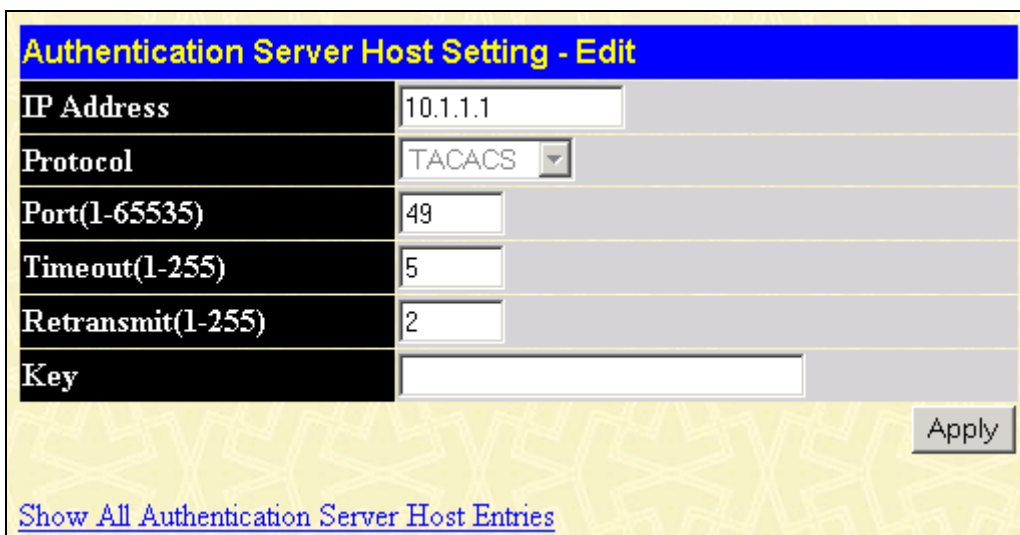 Authentication Server Host Setting - Edit
IP Address 10.1.1.1
Protocol TACACS
Port(1-65535) 49
Timeout(1-255) 5
Retransmit(1-255) 2
Key
Apply
Show All Authentication Server Host Entries